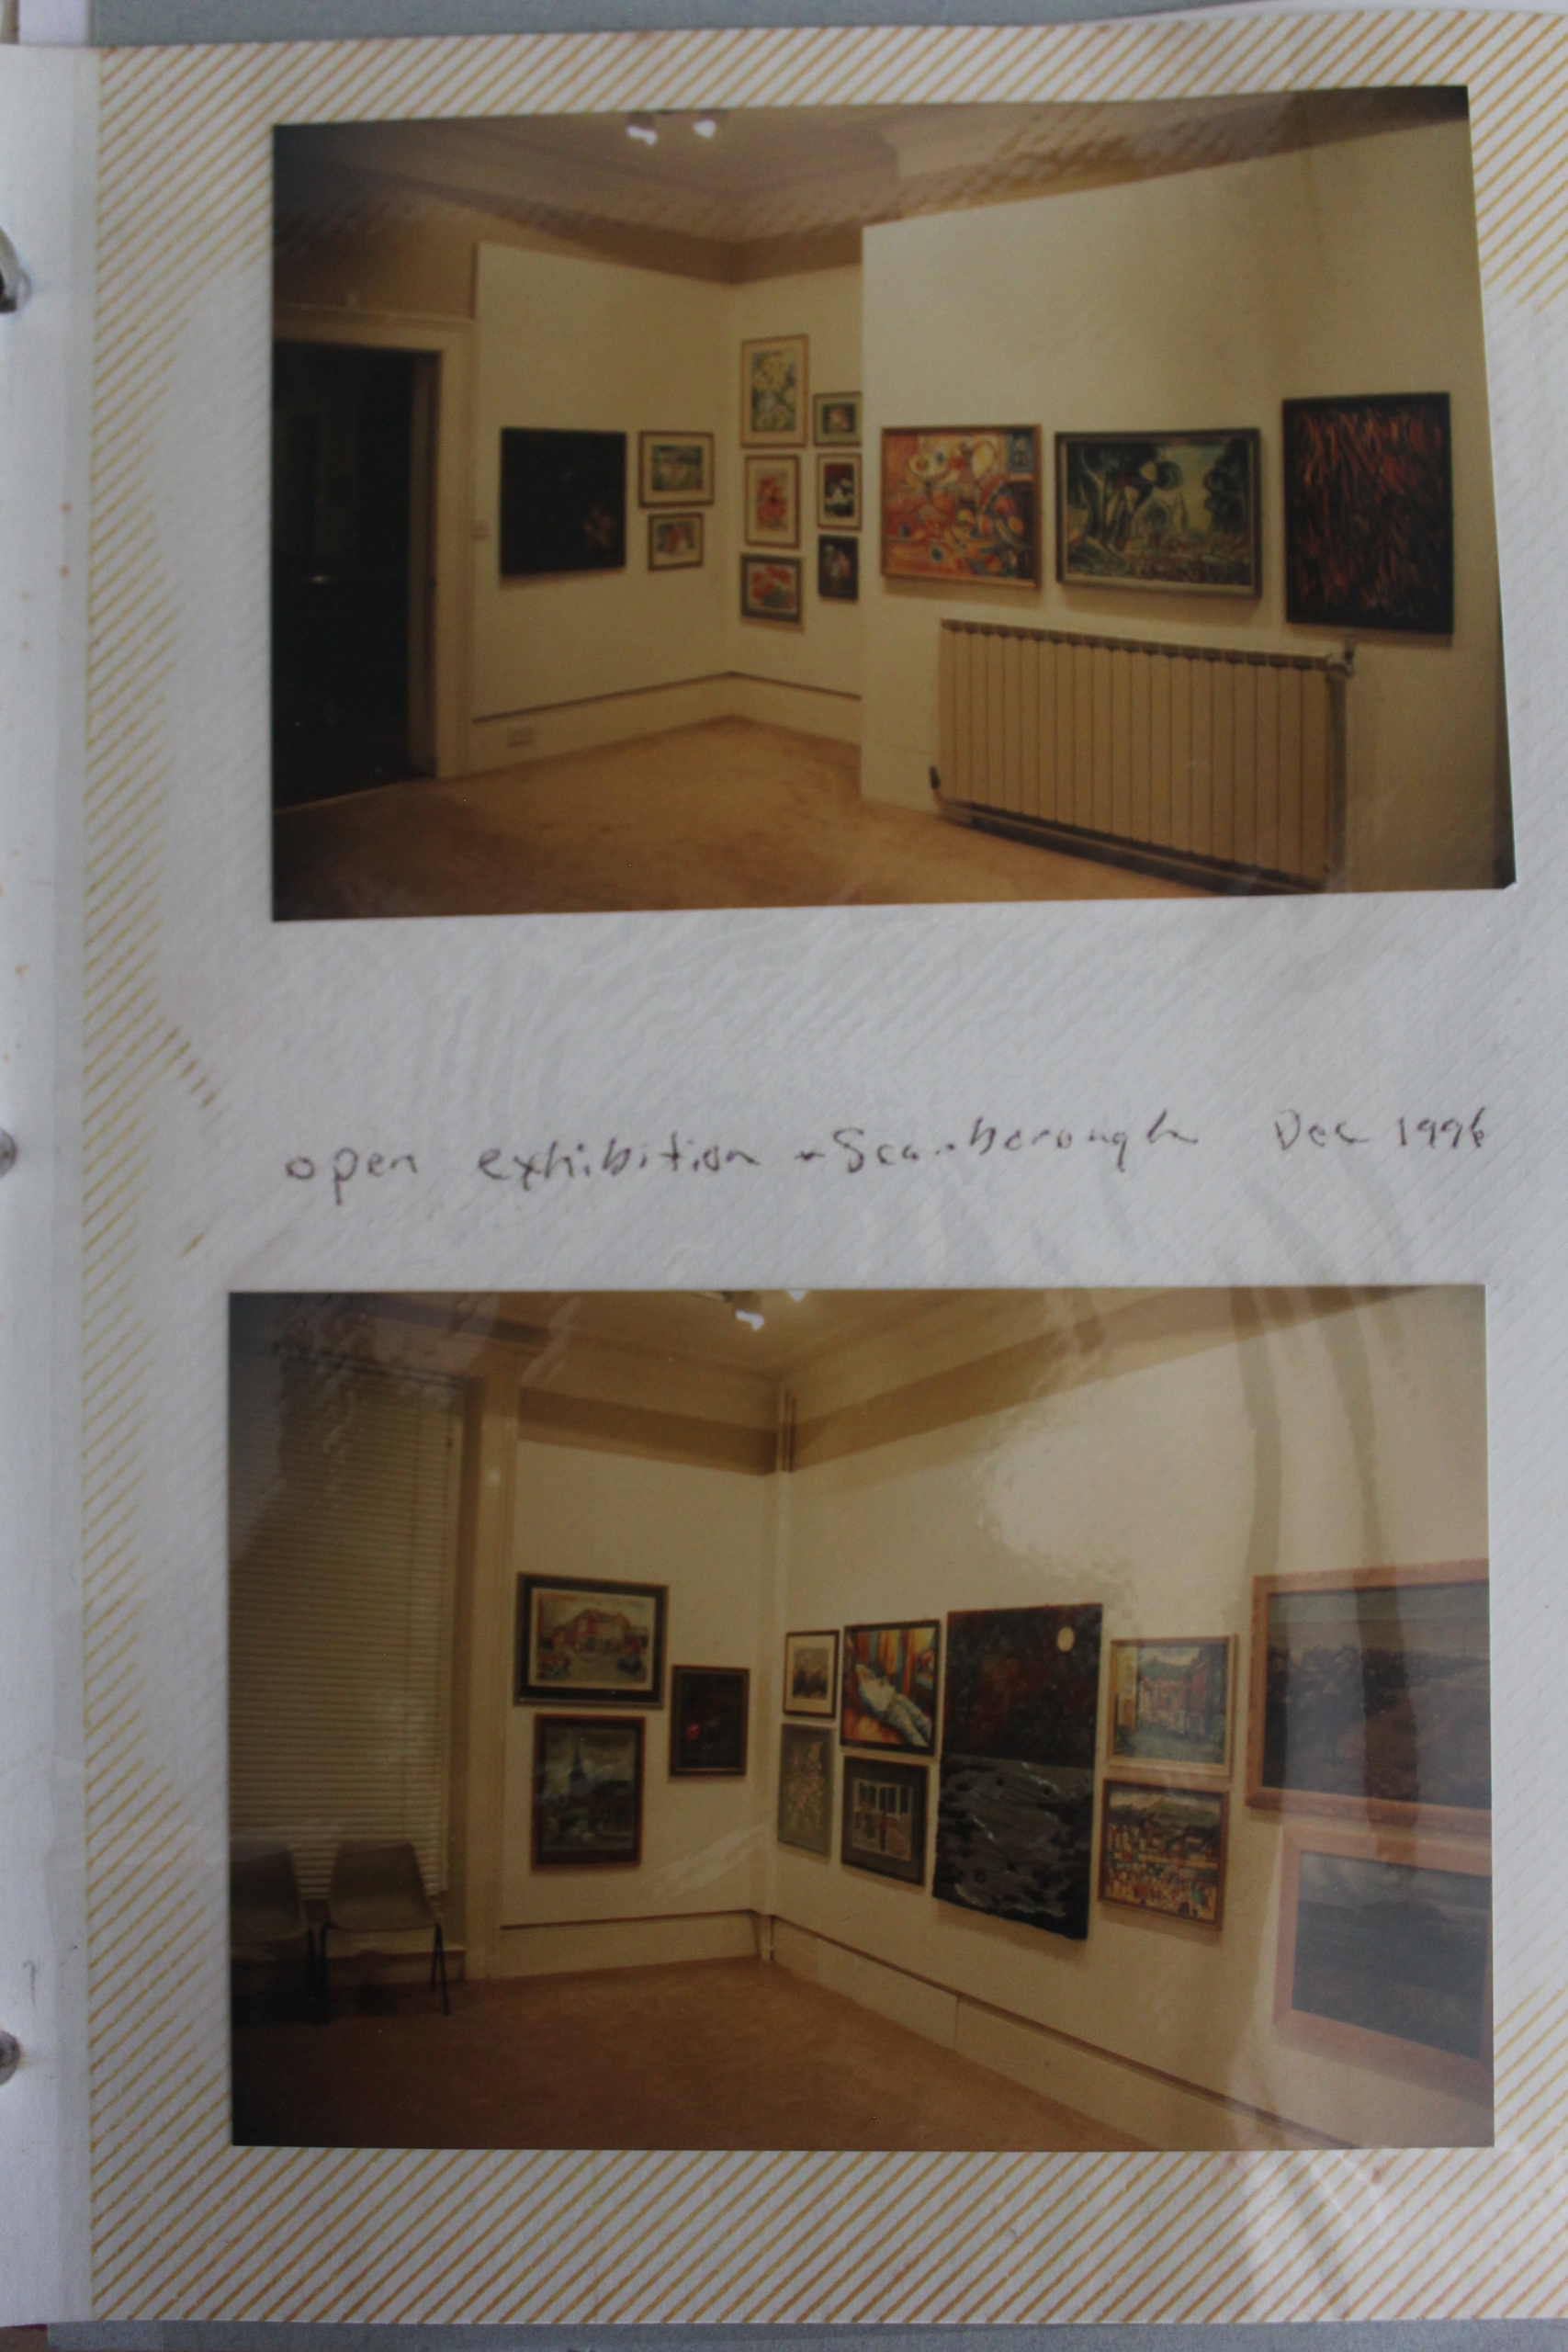 open exhibition - Scarborough Dec 1996